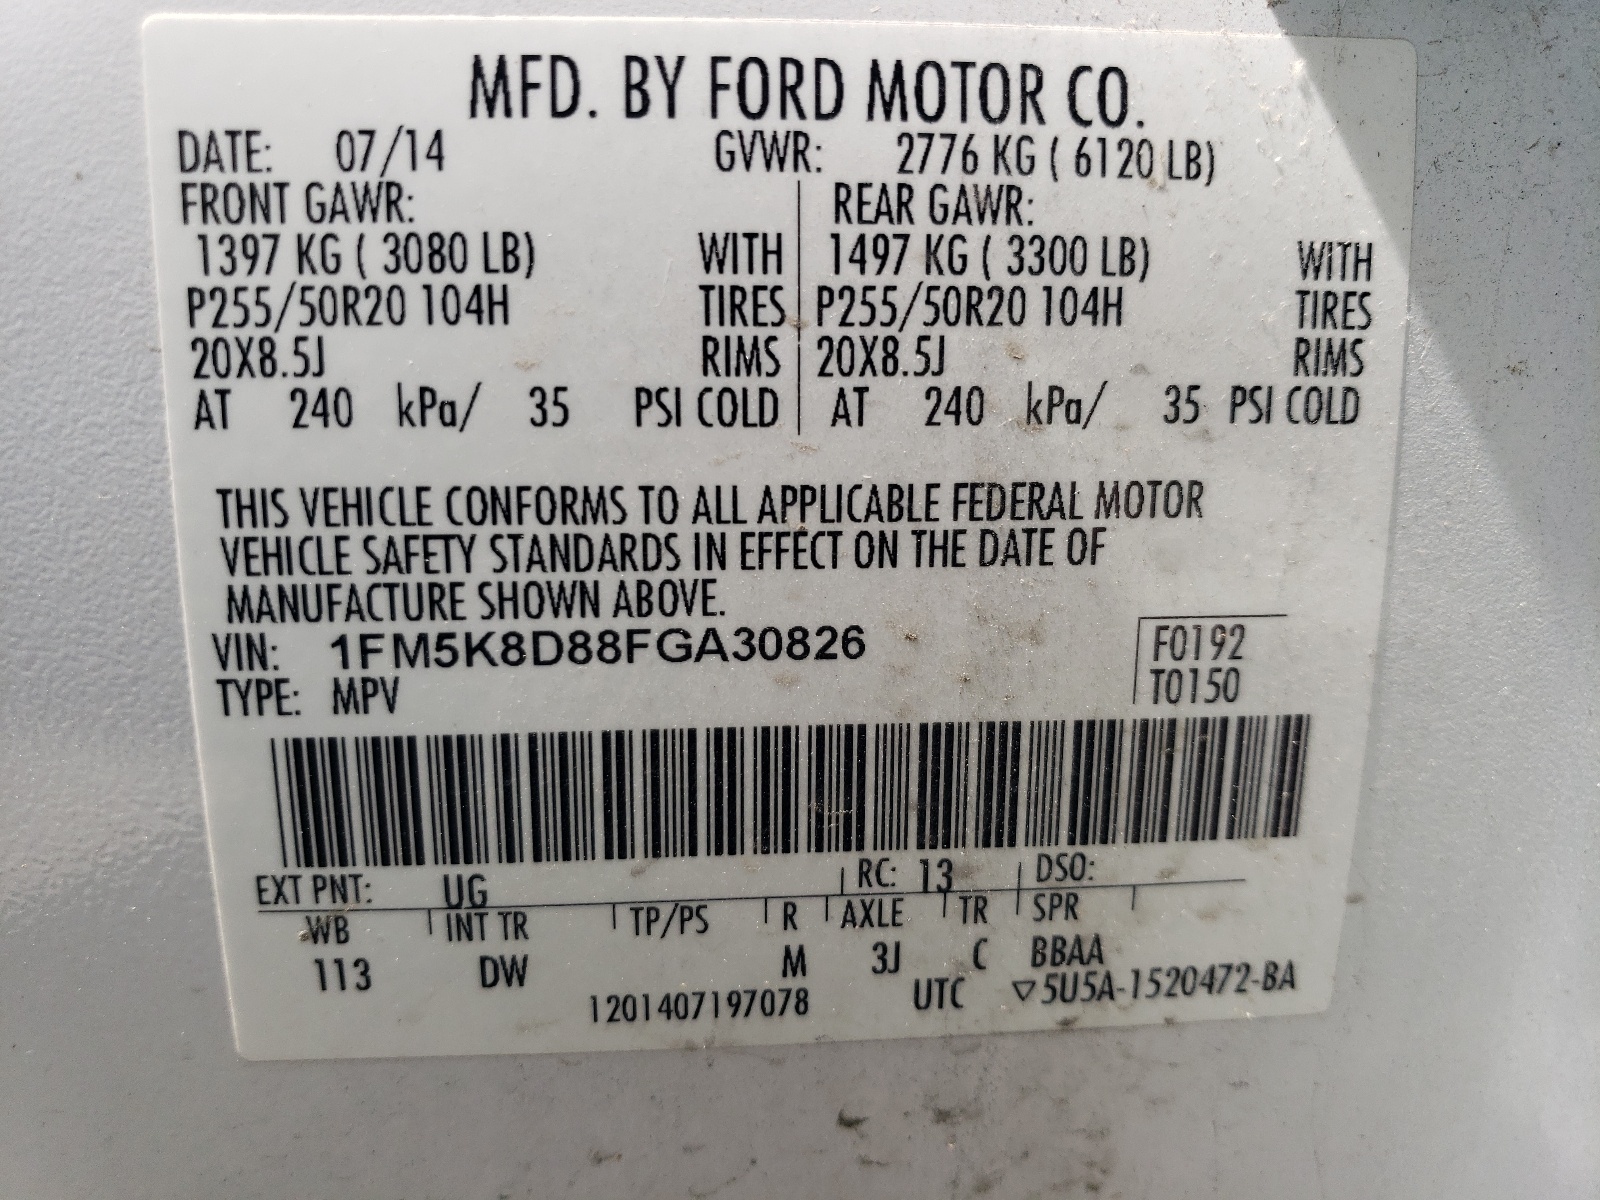 MFD. BY FORD MOTOR CO.
DATE: 07/14 GVWR: 2776 KG ( 6120 LB)
FRONT GAWR: REAR GAWR:
1397 KG ( 3080 LB) WITH 1497 KG ( 3300 LB) WITH
P255/50R20 104H TIRES P255/50R20 104H TIRES
20X8.5J RIMS 20X8.5J RIMS
AT 240 kPa/ 35 PSI COLD AT 240 kPa/ 35 PSI COLD
THIS VEHICLE CONFORMS TO ALL APPLICABLE FEDERAL MOTOR
VEHICLE SAFETY STANDARDS IN EFFECT ON THE DATE OF
MANUFACTURE SHOWN ABOVE.
VIN: 1FM5K8D88FGA30826 F0192
TYPE: MPV T0150
EXT PNT: UG RC: 13 DSO:
WB INT TR TP/PS R AXLE TR SPR
113 DW M 3J C BBAA
1201407197078 UTC ▽5U5A-1520472-BA